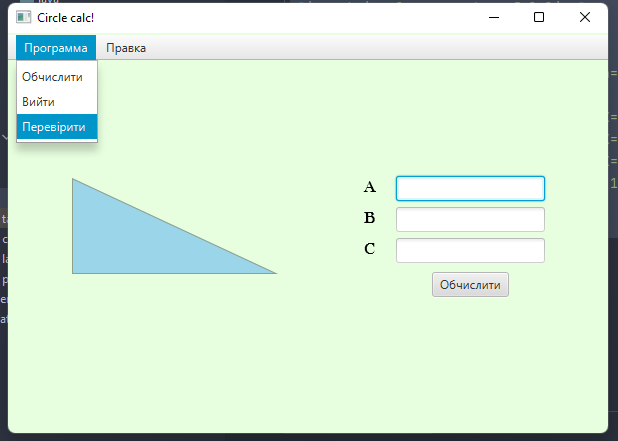 Circle calc!
Программа Правка
Обчислити
Вийти
Перевірити
A
B
C
Обчислити